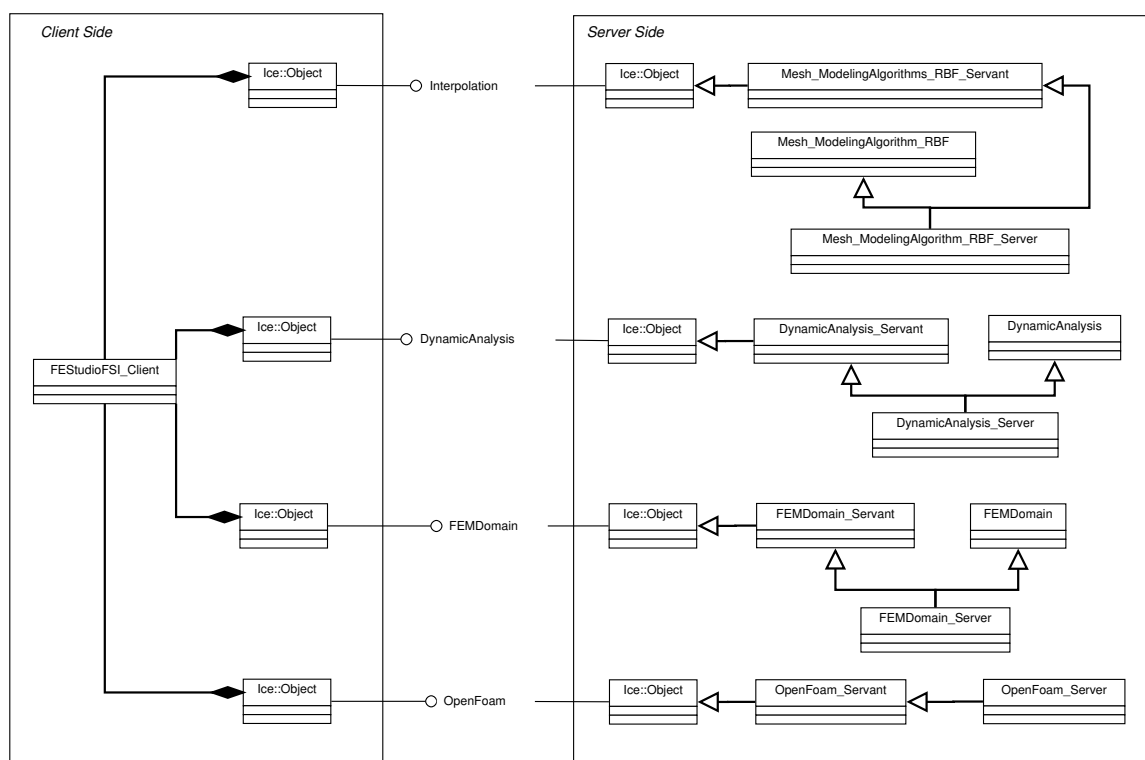 Client Side
Server Side
Ice::Object
Interpolation
Ice::Object
Mesh_ModelingAlgorithms_RBF_Servant
Mesh_ModelingAlgorithm_RBF
Mesh_ModelingAlgorithm_RBF_Server
Ice::Object
DynamicAnalysis
Ice::Object
DynamicAnalysis_Servant
DynamicAnalysis
FEStudioFSI_Client
DynamicAnalysis_Server
Ice::Object
FEMDomain
Ice::Object
FEMDomain_Servant
FEMDomain
FEMDomain_Server
Ice::Object
OpenFoam
Ice::Object
OpenFoam_Servant
OpenFoam_Server